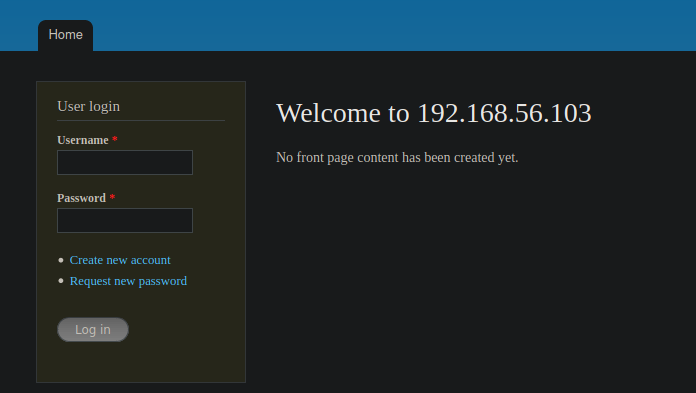 Home
User login
Username *
Password *
Create new account
Request new password
Log in
Welcome to 192.168.56.103
No front page content has been created yet.